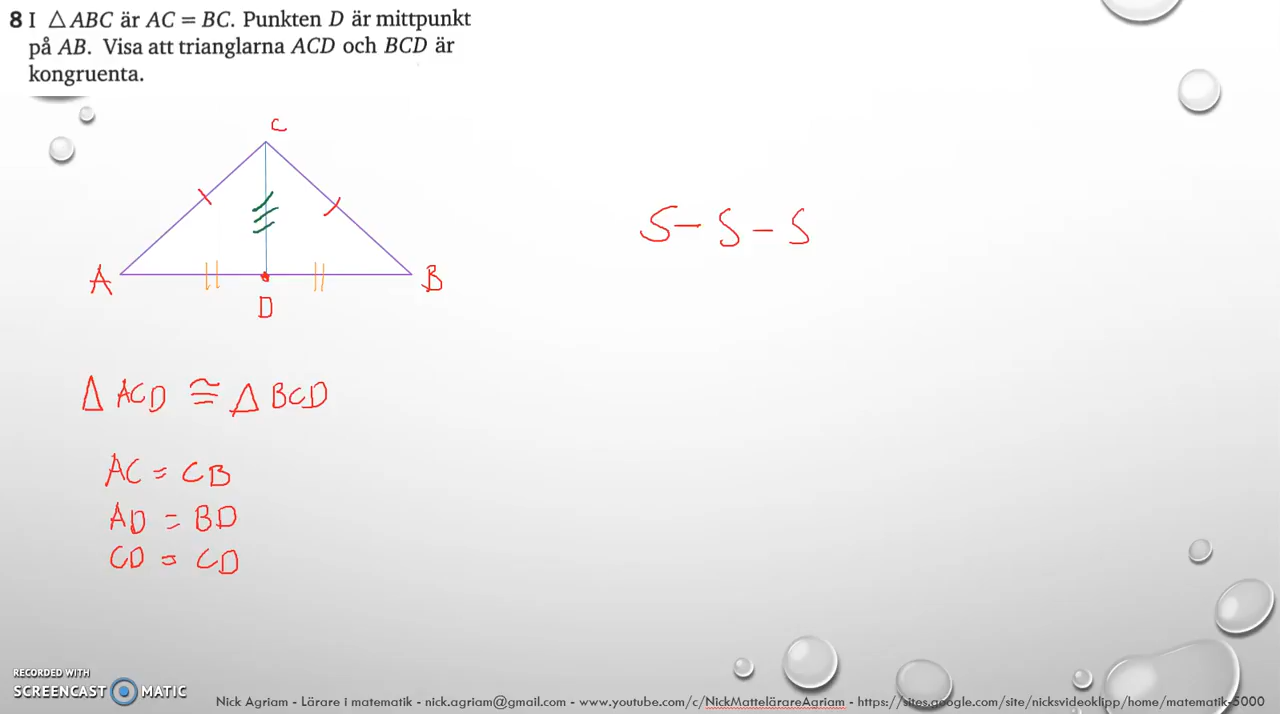 8 I △ABC är AC = BC. Punkten D är mittpunkt
på AB. Visa att trianglarna ACD och BCD är
kongruenta.
C
S - S - S
A
B
D
Δ ACD ≅ Δ BCD
AC = CB
AD = BD
CD = CD
RECORDED WITH
SCREENCAST MATIC
Nick Agriam - Lärare i matematik - nick.agriam@gmail.com - www.youtube.com/c/NickMattelärareAgriam - https://sites.google.com/site/nicksvideoklipp/home/matematik-5000